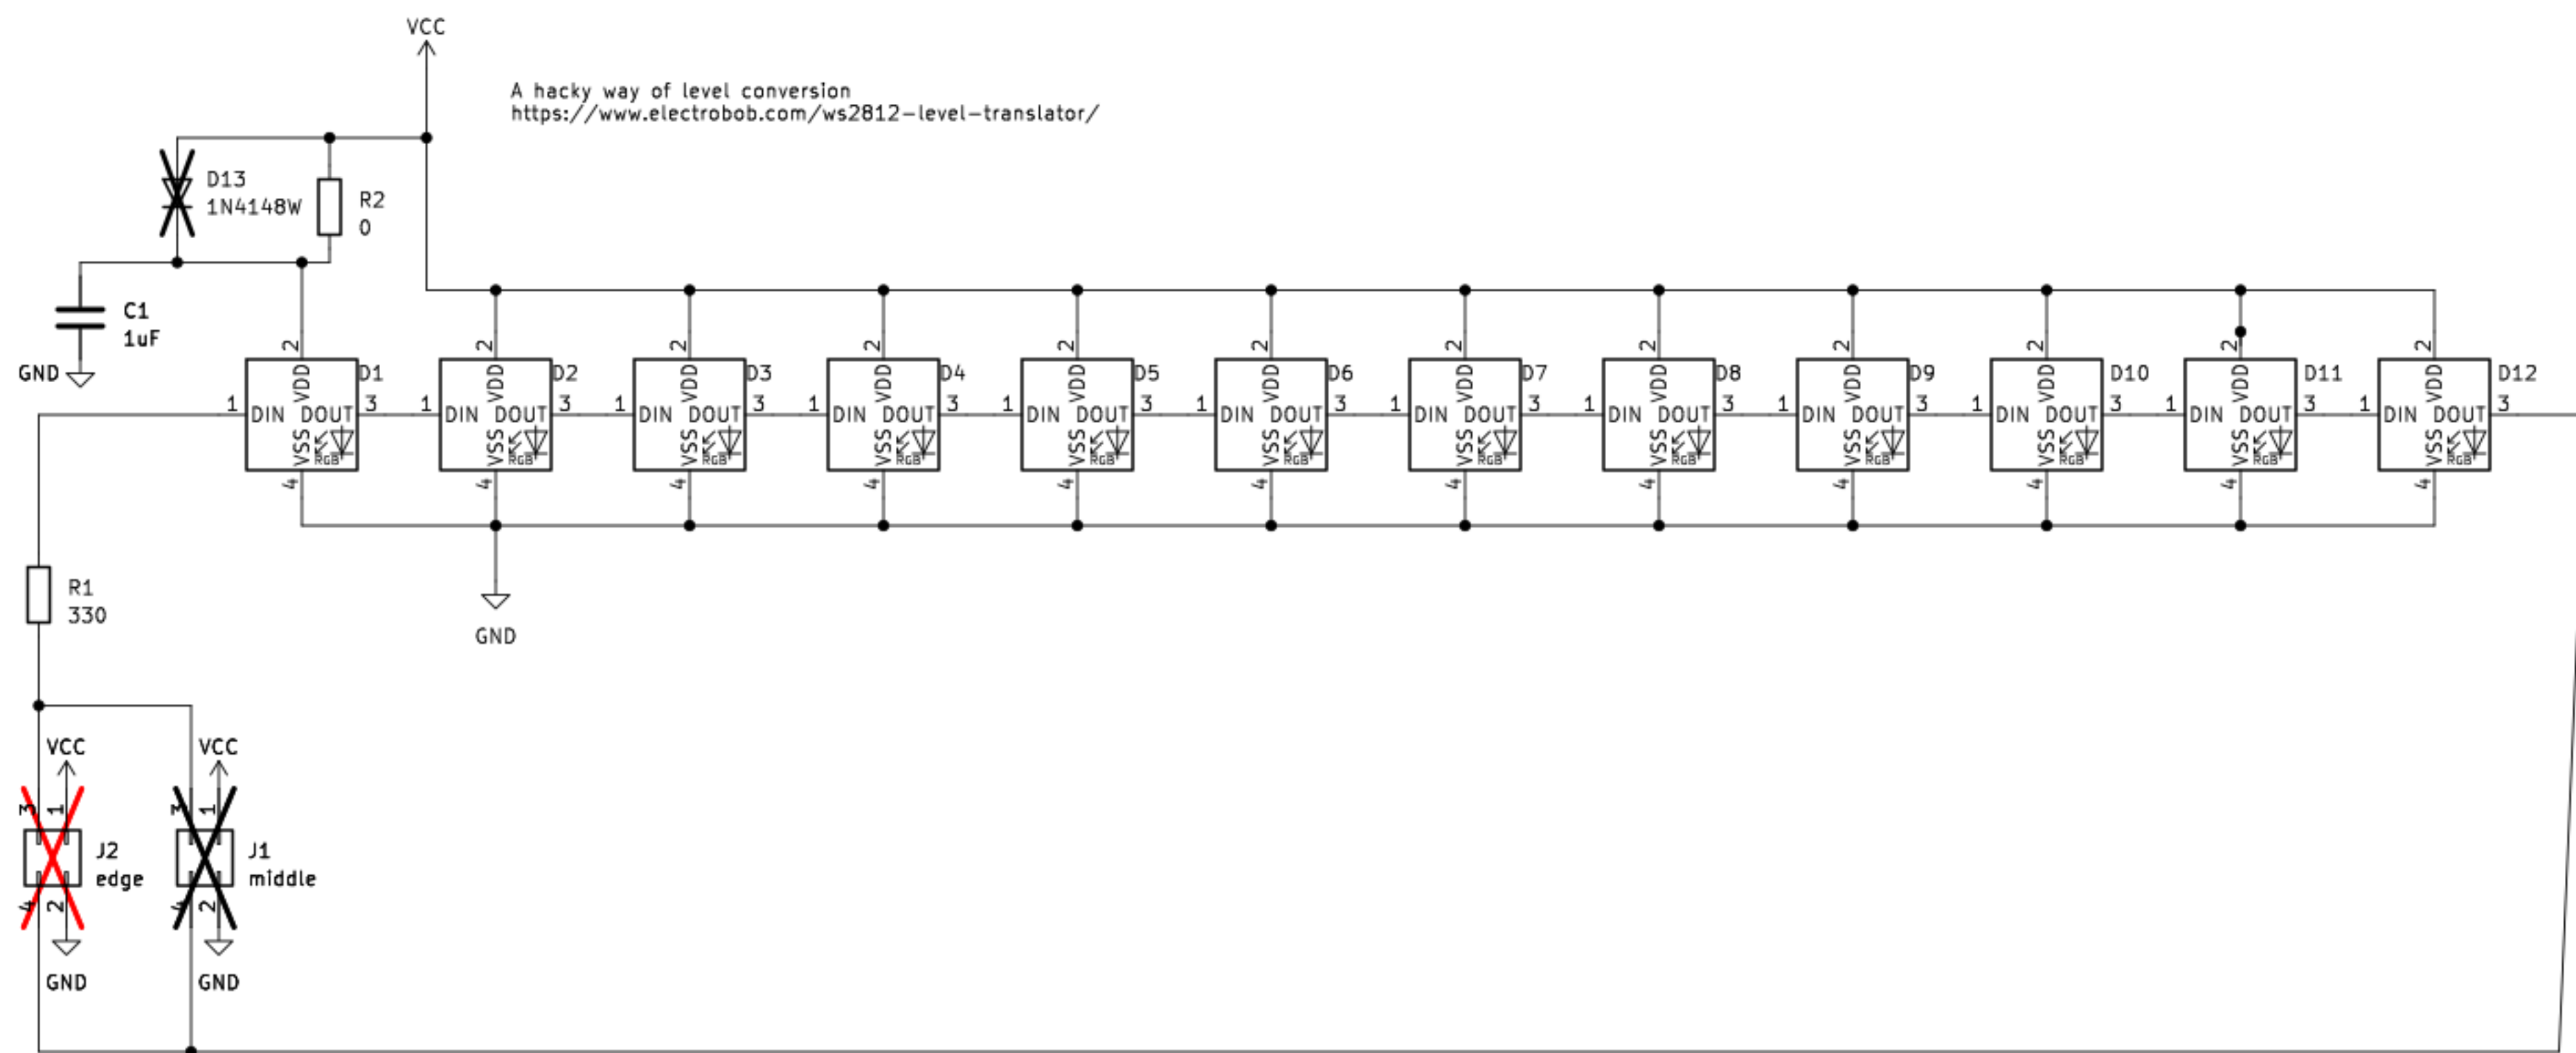 VCC
A hacky way of level conversion
https://www.electrobob.com/ws2812-level-translator/
D13
1N4148W
R2
0
C1
1uF
GND
2 2 2 2 2 2 2 2 2 2 2 2
D1 D2 D3 D4 D5 D6 D7 D8 D9 D10 D11 D12
1 DIN VDD VSS DOUT 3 RGB 4
1 DIN VDD VSS DOUT 3 RGB 4
1 DIN VDD VSS DOUT 3 RGB 4
1 DIN VDD VSS DOUT 3 RGB 4
1 DIN VDD VSS DOUT 3 RGB 4
1 DIN VDD VSS DOUT 3 RGB 4
1 DIN VDD VSS DOUT 3 RGB 4
1 DIN VDD VSS DOUT 3 RGB 4
1 DIN VDD VSS DOUT 3 RGB 4
1 DIN VDD VSS DOUT 3 RGB 4
1 DIN VDD VSS DOUT 3 RGB 4
1 DIN VDD VSS DOUT 3 RGB 4
GND
R1
330
VCC VCC
3 1 3 1
J2
edge
J1
middle
4 2 4 2
GND GND